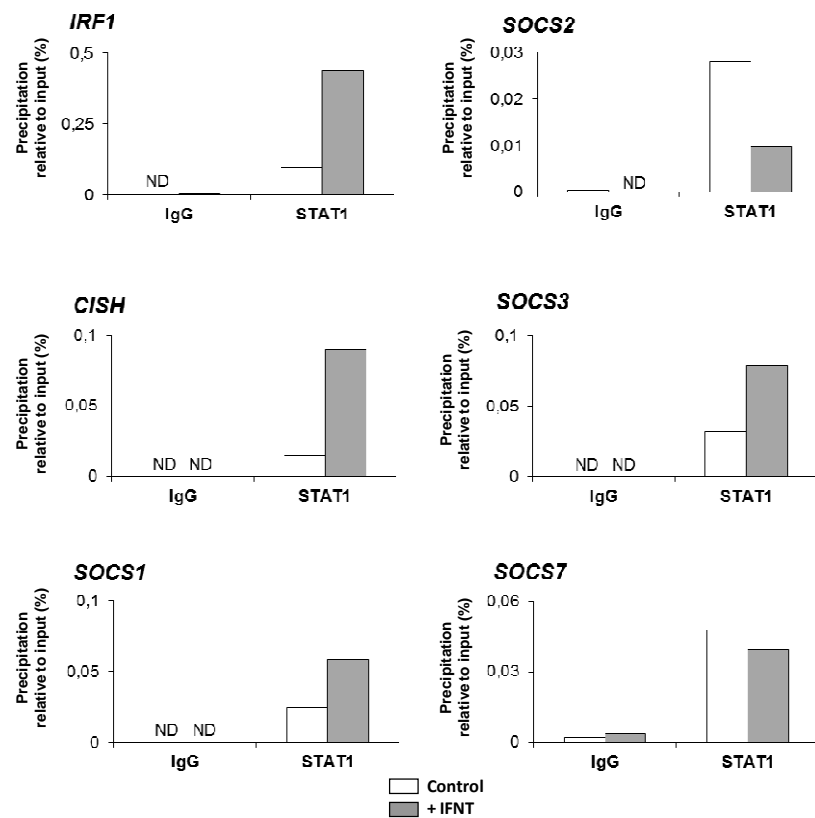 IRF1
Precipitation
relative to input (%)
0,5
0,25
0
ND
IgG
STAT1
SOCS2
Precipitation
relative to input (%)
0,03
0,02
0,01
0
ND
IgG
STAT1
CISH
Precipitation
relative to input (%)
0,1
0,05
0
ND ND
IgG
STAT1
SOCS3
Precipitation
relative to input (%)
0,1
0,05
0
ND ND
IgG
STAT1
SOCS1
Precipitation
relative to input (%)
0,1
0,05
0
ND ND
IgG
STAT1
SOCS7
Precipitation
relative to input (%)
0,06
0,03
0
IgG
STAT1
Control
+ IFNT